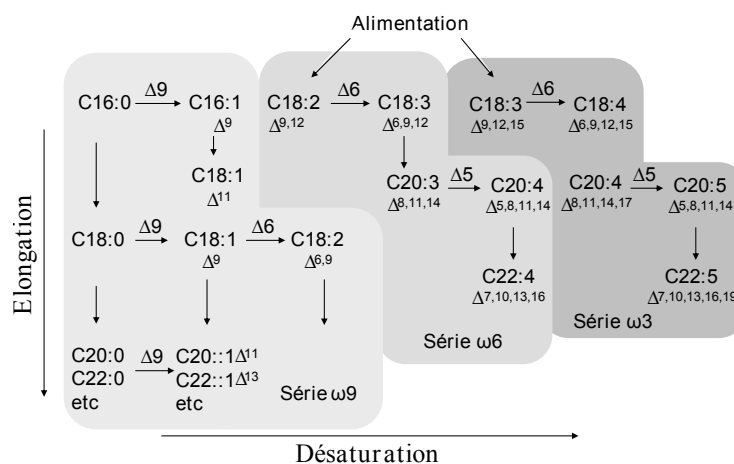 Alimentation
Δ9 Δ6 Δ6
C16:0 C16:1 C18:2 C18:3 C18:3 C18:4
Δ9 Δ9,12 Δ6,9,12 Δ9,12,15 Δ6,9,12,15
C18:1 C20:3 Δ5 C20:4 C20:4 Δ5 C20:5
Δ11 Δ8,11,14 Δ5,8,11,14 Δ8,11,14,17 Δ5,8,11,14
C18:0 Δ9 C18:1 Δ6 C18:2
Δ9 Δ6,9
C22:4 C22:5
Δ7,10,13,16 Δ7,10,13,16,19
Série ω6 Série ω3
C20:0 Δ9 C20::1Δ11
C22:0 C22::1Δ13
etc etc Série ω9
Elongation
Désaturation